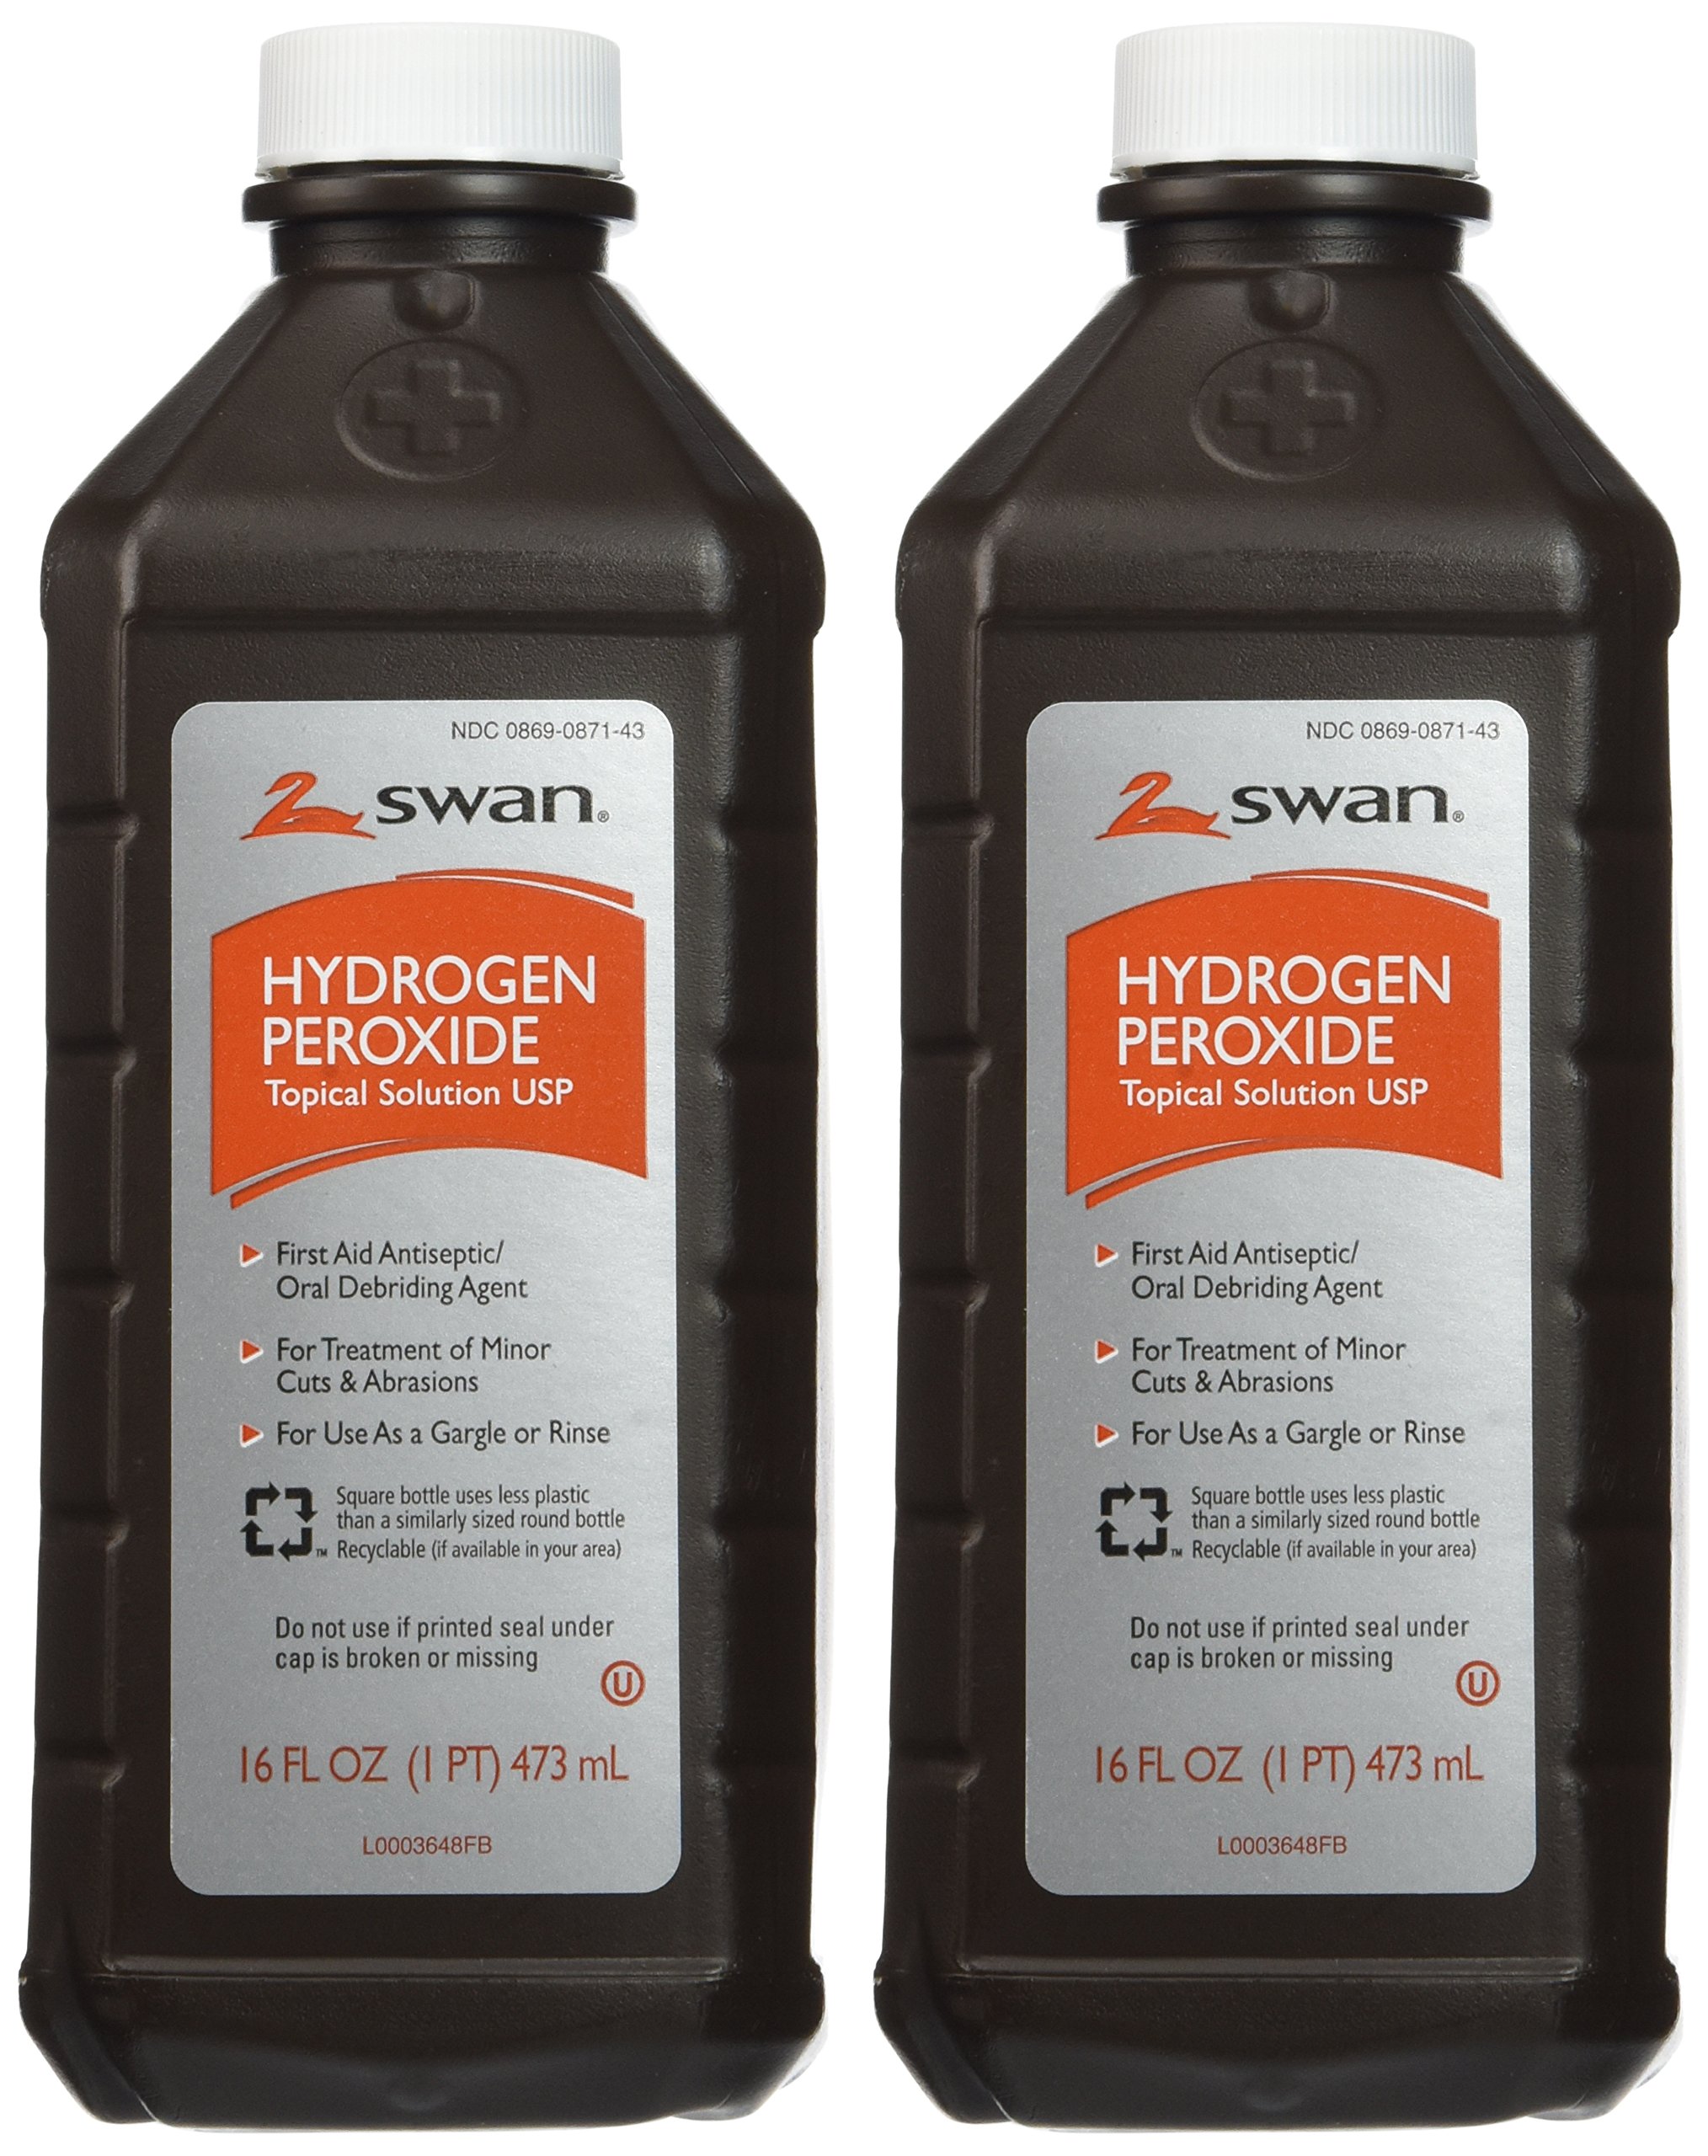 NDC 0869-0871-43
swan®
HYDROGEN
PEROXIDE
Topical Solution USP
First Aid Antiseptic/
Oral Debriding Agent
For Treatment of Minor
Cuts & Abrasions
For Use As a Gargle or Rinse
Square bottle uses less plastic
than a similarly sized round bottle
™ Recyclable (if available in your area)
Do not use if printed seal under
cap is broken or missing
U
16 FL OZ (1 PT) 473 mL
L0003648FB
NDC 0869-0871-43
swan®
HYDROGEN
PEROXIDE
Topical Solution USP
First Aid Antiseptic/
Oral Debriding Agent
For Treatment of Minor
Cuts & Abrasions
For Use As a Gargle or Rinse
Square bottle uses less plastic
than a similarly sized round bottle
™ Recyclable (if available in your area)
Do not use if printed seal under
cap is broken or missing
U
16 FL OZ (1 PT) 473 mL
L0003648FB